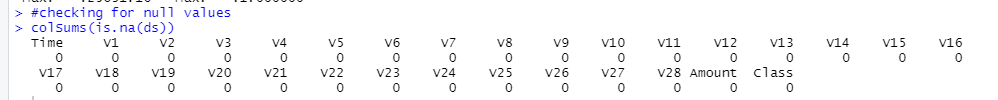 > #checking for null values
> colSums(is.na(ds))
Time V1 V2 V3 V4 V5 V6 V7 V8 V9 V10 V11 V12 V13 V14 V15 V16
0 0 0 0 0 0 0 0 0 0 0 0 0 0 0 0 0
V17 V18 V19 V20 V21 V22 V23 V24 V25 V26 V27 V28 Amount Class
0 0 0 0 0 0 0 0 0 0 0 0 0 0